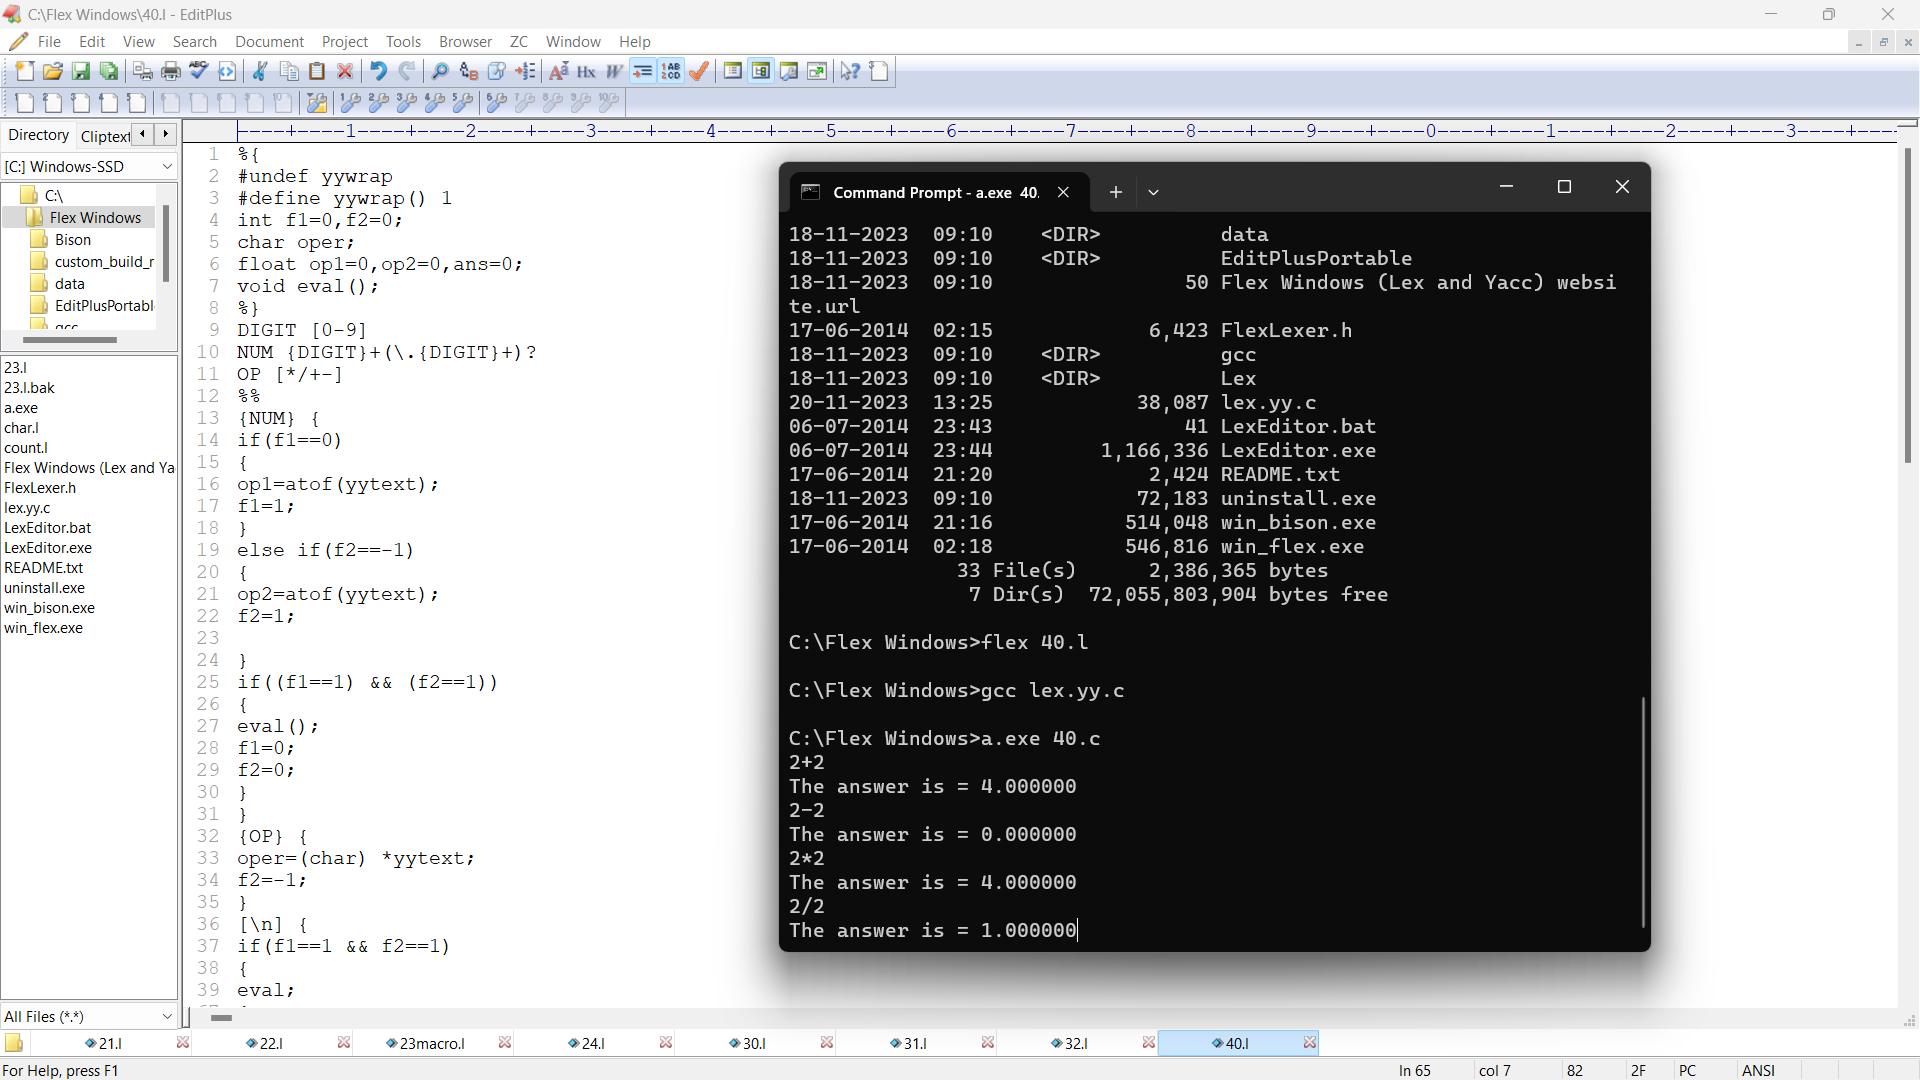 C:\Flex Windows\40.l - EditPlus
File Edit View Search Document Project Tools Browser ZC Window Help
Directory Cliptext
[C:] Windows-SSD
C:\
Flex Windows
Bison
custom_build_r
data
EditPlusPortabl
gcc
23.l
23.l.bak
a.exe
char.l
count.l
Flex Windows (Lex and Ya
FlexLexer.h
lex.yy.c
LexEditor.bat
LexEditor.exe
README.txt
uninstall.exe
win_bison.exe
win_flex.exe
All Files (*.*)
----+----1----+----2----+----3----+----4----+----5----+----6----+----7----+----8----+----9----+----0----+----1----+----2----+----3----+---
1 %{
2 #undef yywrap
3 #define yywrap() 1
4 int f1=0,f2=0;
5 char oper;
6 float op1=0,op2=0,ans=0;
7 void eval();
8 %}
9 DIGIT [0-9]
10 NUM {DIGIT}+(\.{DIGIT}+)?
11 OP [*/+-]
12 %%
13 {NUM} {
14 if(f1==0)
15 {
16 op1=atof(yytext);
17 f1=1;
18 }
19 else if(f2==-1)
20 {
21 op2=atof(yytext);
22 f2=1;
23
24 }
25 if((f1==1) && (f2==1))
26 {
27 eval();
28 f1=0;
29 f2=0;
30 }
31 }
32 {OP} {
33 oper=(char) *yytext;
34 f2=-1;
35 }
36 [\n] {
37 if(f1==1 && f2==1)
38 {
39 eval;
Command Prompt - a.exe 40.
18-11-2023 09:10 <DIR> data
18-11-2023 09:10 <DIR> EditPlusPortable
18-11-2023 09:10 50 Flex Windows (Lex and Yacc) websi
te.url
17-06-2014 02:15 6,423 FlexLexer.h
18-11-2023 09:10 <DIR> gcc
18-11-2023 09:10 <DIR> Lex
20-11-2023 13:25 38,087 lex.yy.c
06-07-2014 23:43 41 LexEditor.bat
06-07-2014 23:44 1,166,336 LexEditor.exe
17-06-2014 21:20 2,424 README.txt
18-11-2023 09:10 72,183 uninstall.exe
17-06-2014 21:16 514,048 win_bison.exe
17-06-2014 02:18 546,816 win_flex.exe
33 File(s) 2,386,365 bytes
7 Dir(s) 72,055,803,904 bytes free
C:\Flex Windows>flex 40.l
C:\Flex Windows>gcc lex.yy.c
C:\Flex Windows>a.exe 40.c
2+2
The answer is = 4.000000
2-2
The answer is = 0.000000
2*2
The answer is = 4.000000
2/2
The answer is = 1.000000
21.l 22.l 23macro.l 24.l 30.l 31.l 32.l 40.l
For Help, press F1 ln 65 col 7 82 2F PC ANSI